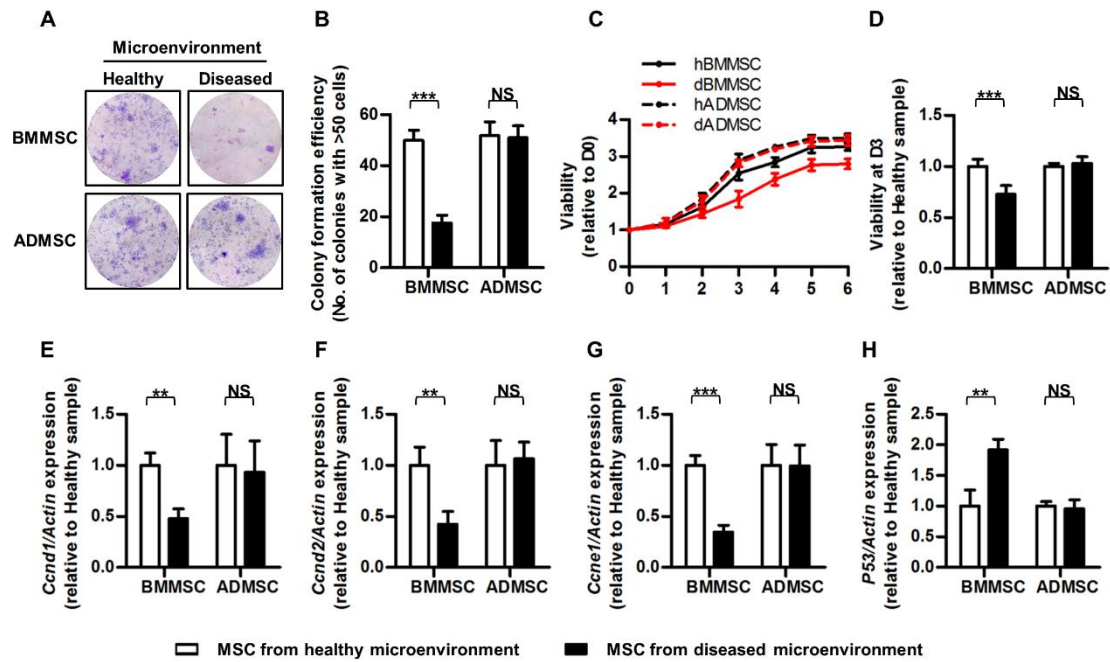 A
Microenvironment
Healthy Diseased
BMMSC
ADMSC
B
Colony formation efficiency
(No. of colonies with >50 cells)
80
60
40
20
0
*** NS
BMMSC ADMSC
C
hBMMSC
dBMMSC
hADMSC
dADMSC
Viability
(relative to D0)
4
3
2
1
0
0 1 2 3 4 5 6
D
Viability at D3
(relative to Healthy sample)
1.5
1.0
0.5
0.0
*** NS
BMMSC ADMSC
E
Ccnd1/Actin expression
(relative to Healthy sample)
1.5
1.0
0.5
0.0
** NS
BMMSC ADMSC
F
Ccnd2/Actin expression
(relative to Healthy sample)
1.5
1.0
0.5
0.0
** NS
BMMSC ADMSC
G
Ccne1/Actin expression
(relative to Healthy sample)
1.5
1.0
0.5
0.0
*** NS
BMMSC ADMSC
H
P53/Actin expression
(relative to Healthy sample)
2.5
2.0
1.5
1.0
0.5
0.0
** NS
BMMSC ADMSC
MSC from healthy microenvironment MSC from diseased microenvironment